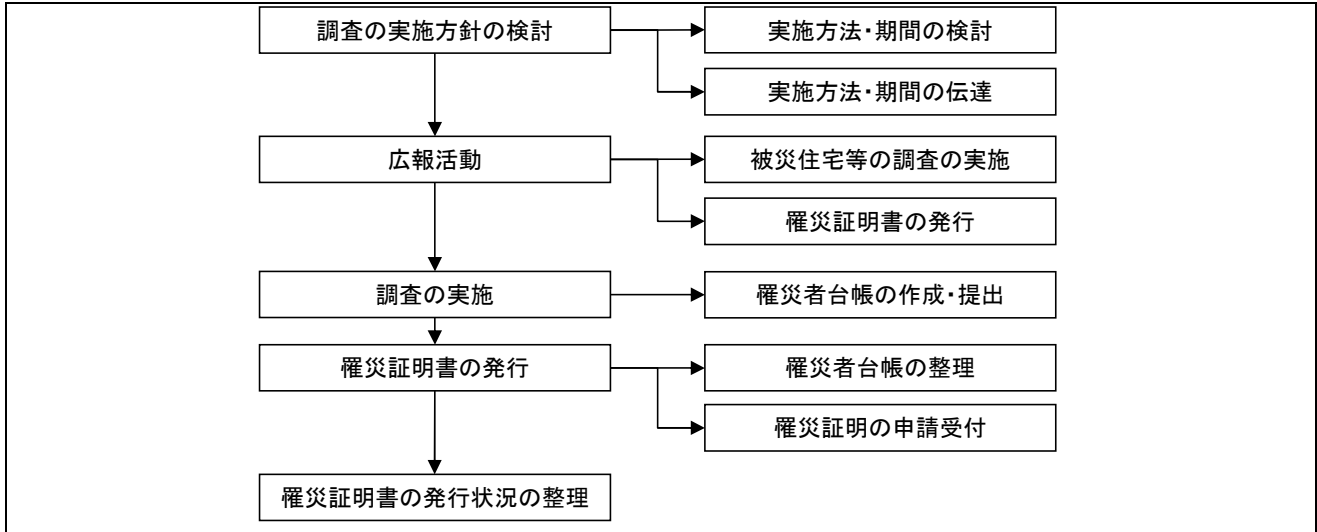 調査の実施方針の検討
実施方法・期間の検討
実施方法・期間の伝達
広報活動
被災住宅等の調査の実施
罹災証明書の発行
調査の実施
罹災者台帳の作成・提出
罹災証明書の発行
罹災者台帳の整理
罹災証明の申請受付
罹災証明書の発行状況の整理